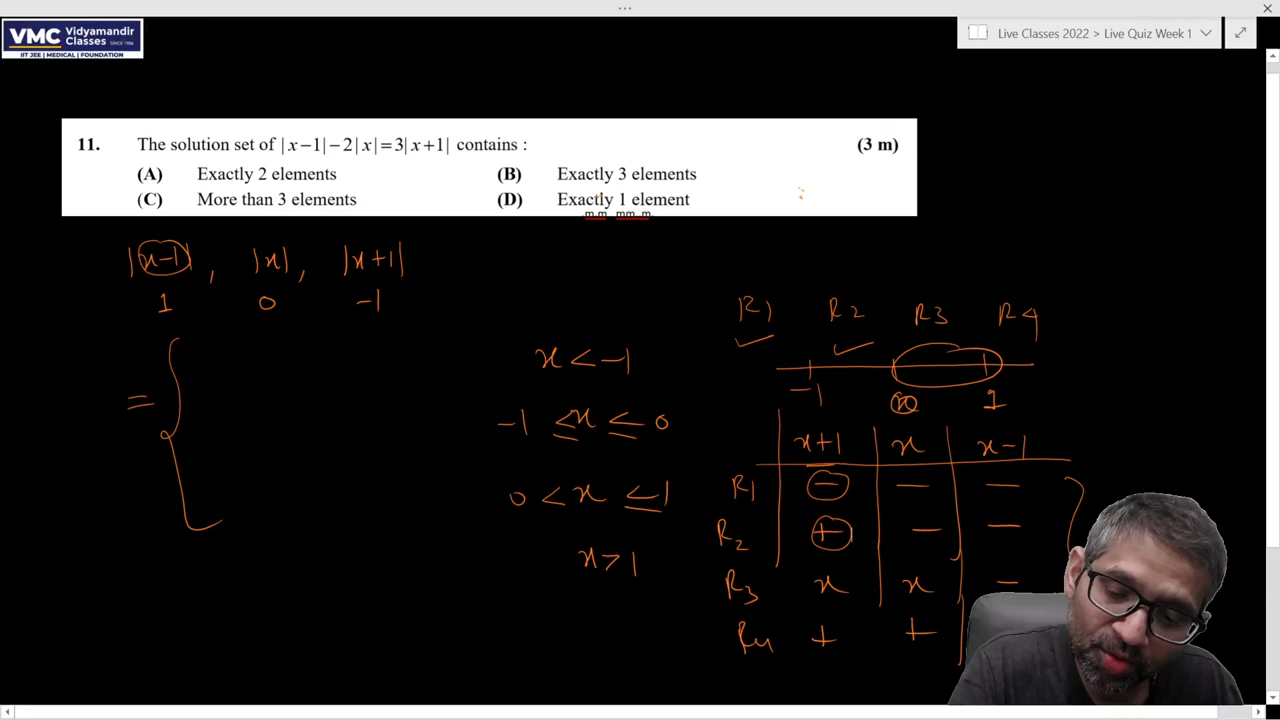 VMC Vidyamandir Classes
SINCE 1986
IIT JEE | MEDICAL | FOUNDATION
Live Classes 2022 > Live Quiz Week 1
11. The solution set of |x−1|−2|x|=3|x+1| contains : (3 m)
(A) Exactly 2 elements (B) Exactly 3 elements
(C) More than 3 elements (D) Exactly 1 element
|x−1| , |x| , |x+1|
1 0 −1
= {
x < −1
−1 ≤ x ≤ 0
0 < x ≤ 1
x > 1
R1 R2 R3 R4
−1 0 1
x+1 | x | x−1
R1 − − −
R2 + − −
R3 x x −
R4 + +